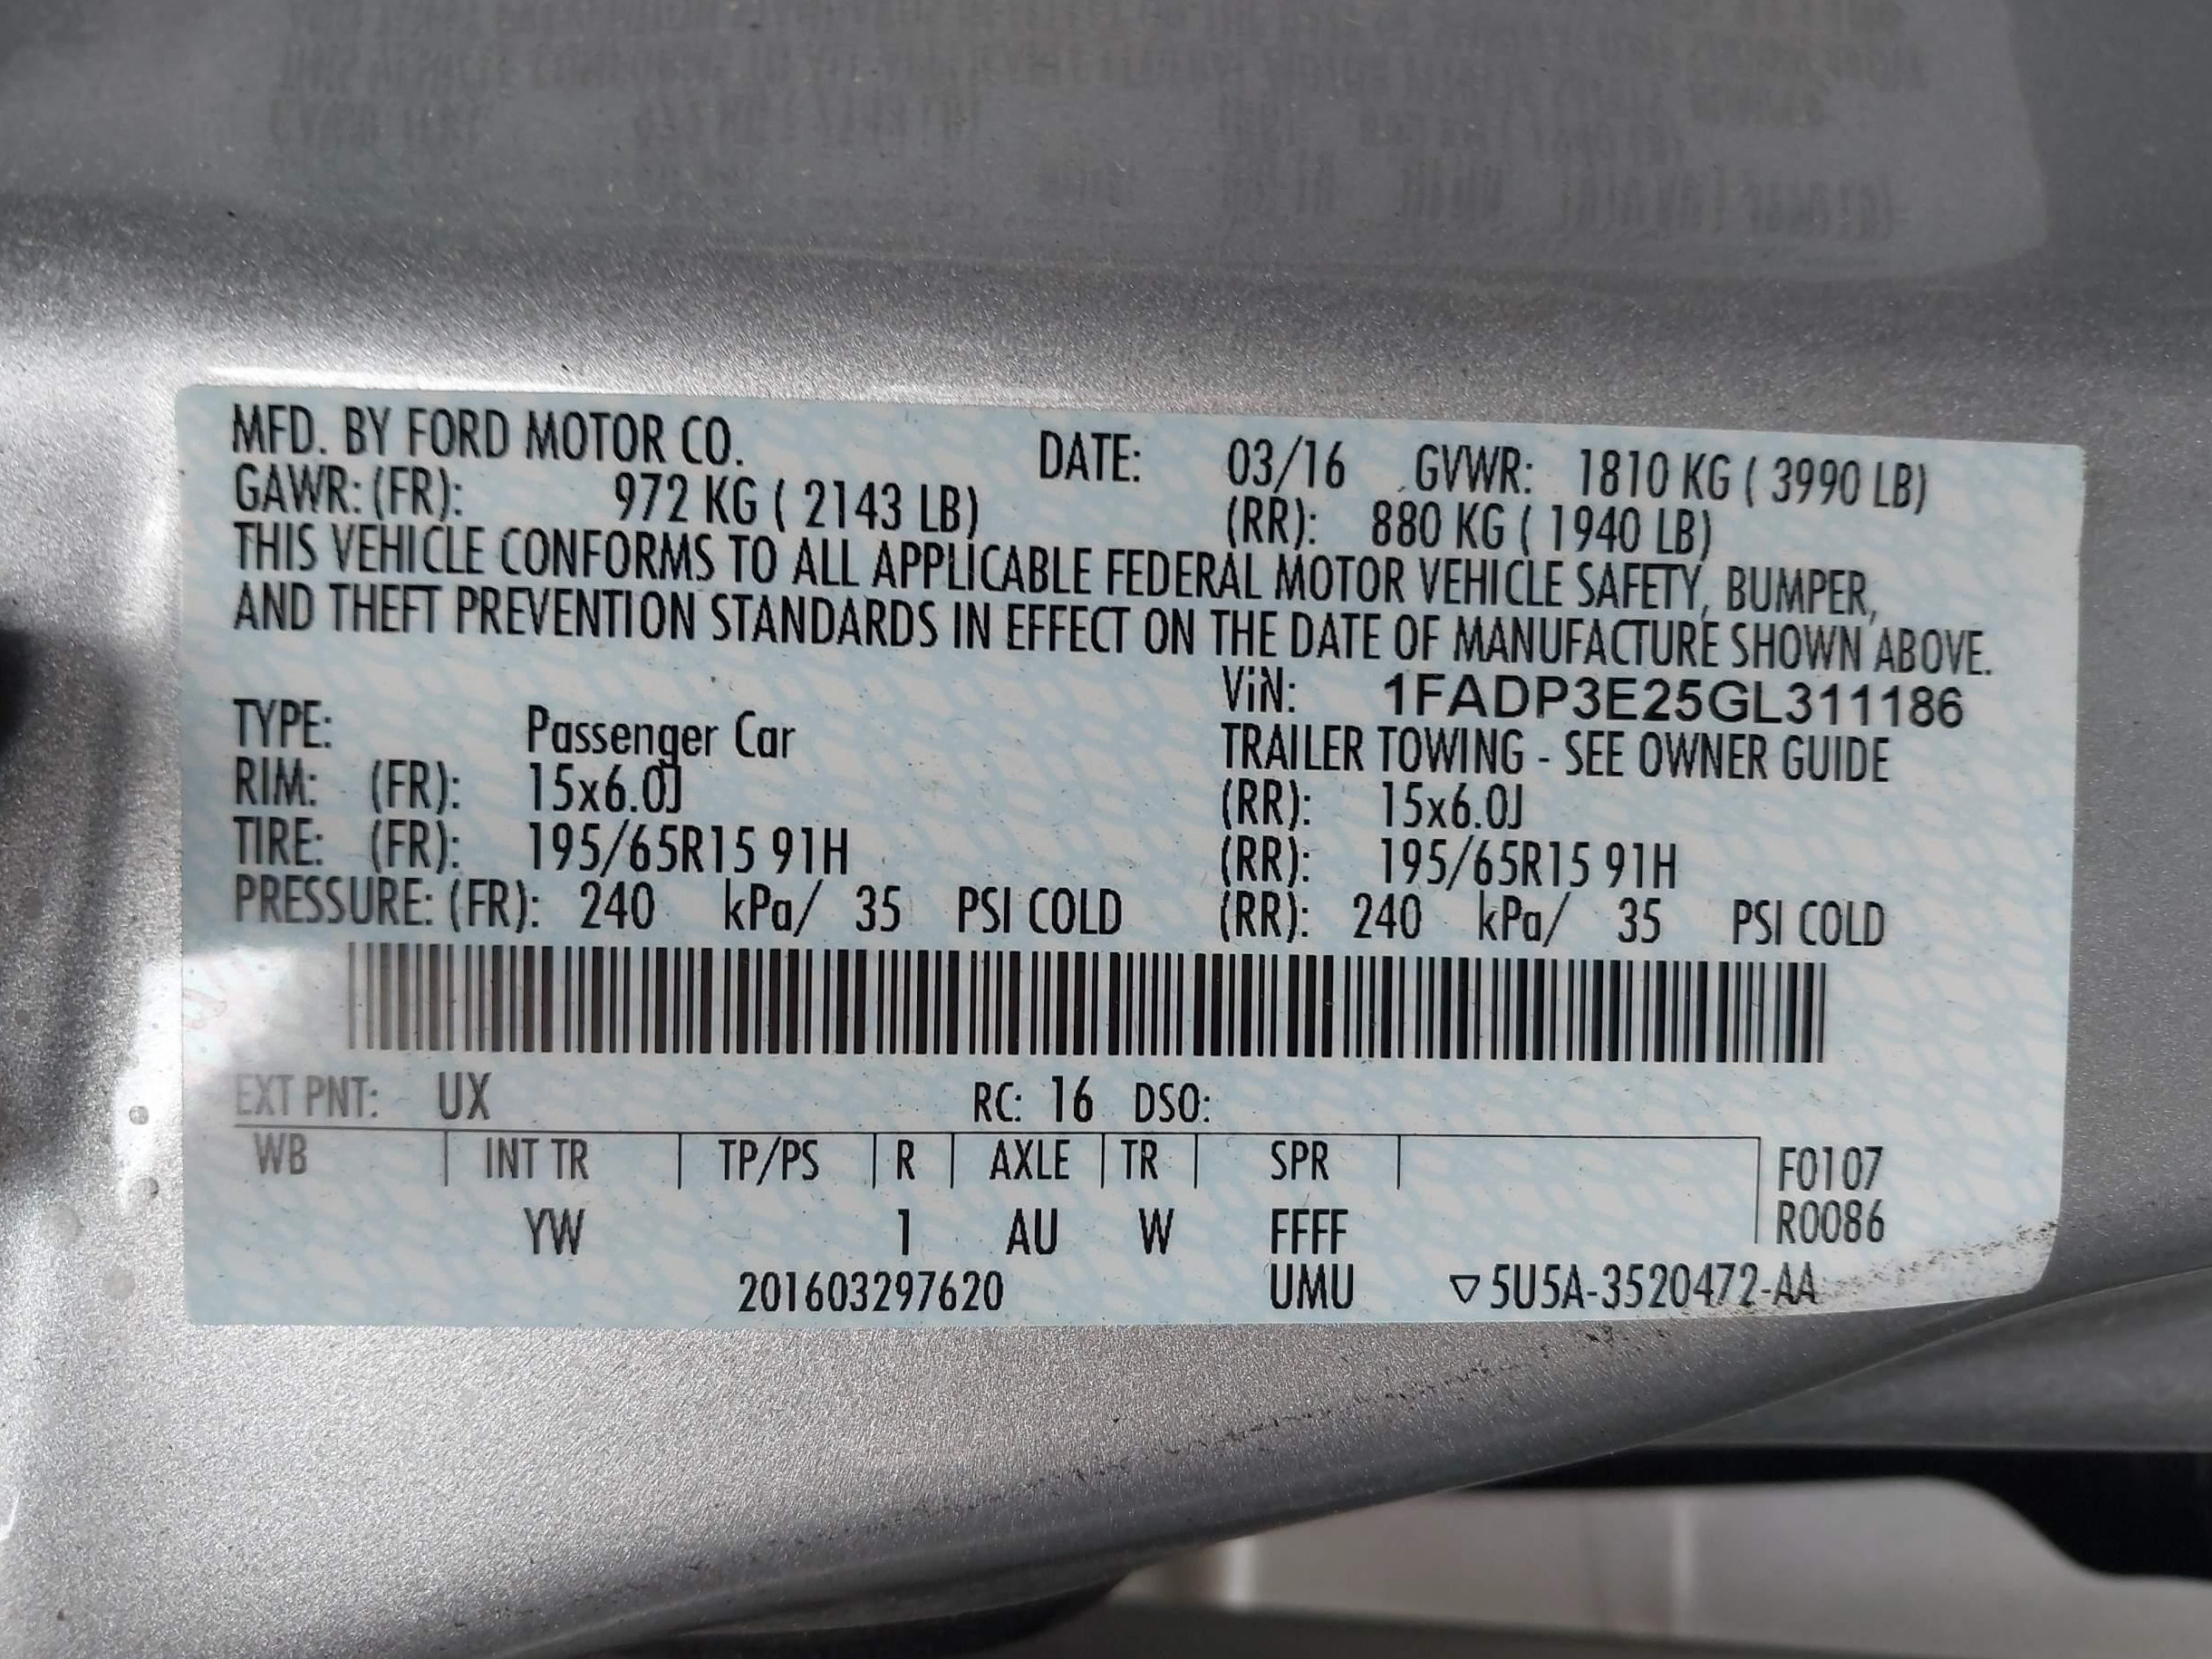 MFD. BY FORD MOTOR CO. DATE: 03/16 GVWR: 1810 KG ( 3990 LB)
GAWR: (FR): 972 KG ( 2143 LB) (RR): 880 KG ( 1940 LB)
THIS VEHICLE CONFORMS TO ALL APPLICABLE FEDERAL MOTOR VEHICLE SAFETY, BUMPER,
AND THEFT PREVENTION STANDARDS IN EFFECT ON THE DATE OF MANUFACTURE SHOWN ABOVE.
VIN: 1FADP3E25GL311186
TYPE: Passenger Car TRAILER TOWING - SEE OWNER GUIDE
RIM: (FR): 15x6.0J (RR): 15x6.0J
TIRE: (FR): 195/65R15 91H (RR): 195/65R15 91H
PRESSURE: (FR): 240 kPa/ 35 PSI COLD (RR): 240 kPa/ 35 PSI COLD
EXT PNT: UX RC: 16 DSO:
WB INT TR TP/PS R AXLE TR SPR F0107
YW 1 AU W FFFF R0086
201603297620 UMU ▽5U5A-3520472-AA